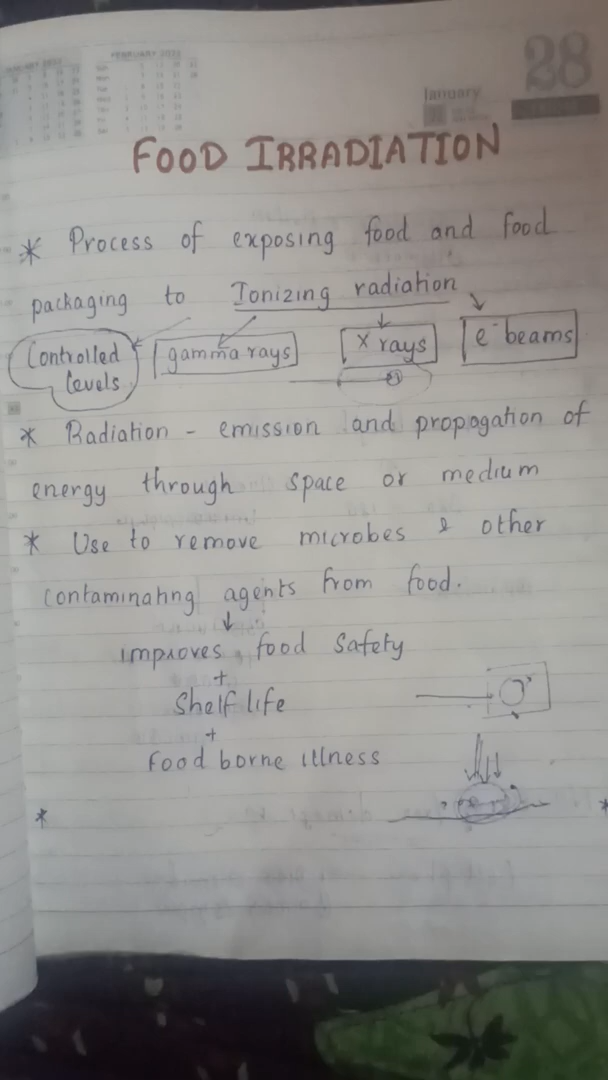 FEBRUARY
28
January
FOOD IRRADIATION
* Process of exposing food and food
packaging to Ionizing radiation
Controlled levels
gamma rays
X rays
e⁻ beams
* Radiation - emission and propogation of
energy through space or medium
* Use to remove microbes & other
contaminating agents from food.
↓
improves food safety
+
Shelf life
+
Food borne illness
*
*